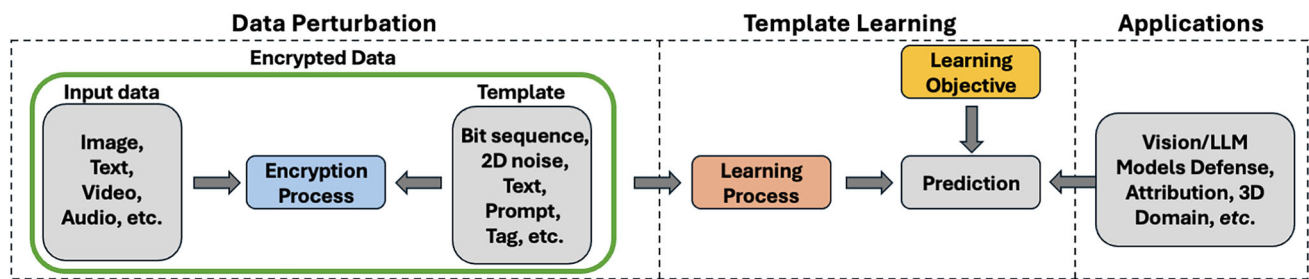 Data Perturbation
Template Learning
Applications
Encrypted Data
Input data
Image,
Text,
Video,
Audio, etc.
Encryption
Process
Template
Bit sequence,
2D noise,
Text,
Prompt,
Tag, etc.
Learning
Process
Learning
Objective
Prediction
Vision/LLM
Models Defense,
Attribution, 3D
Domain, etc.